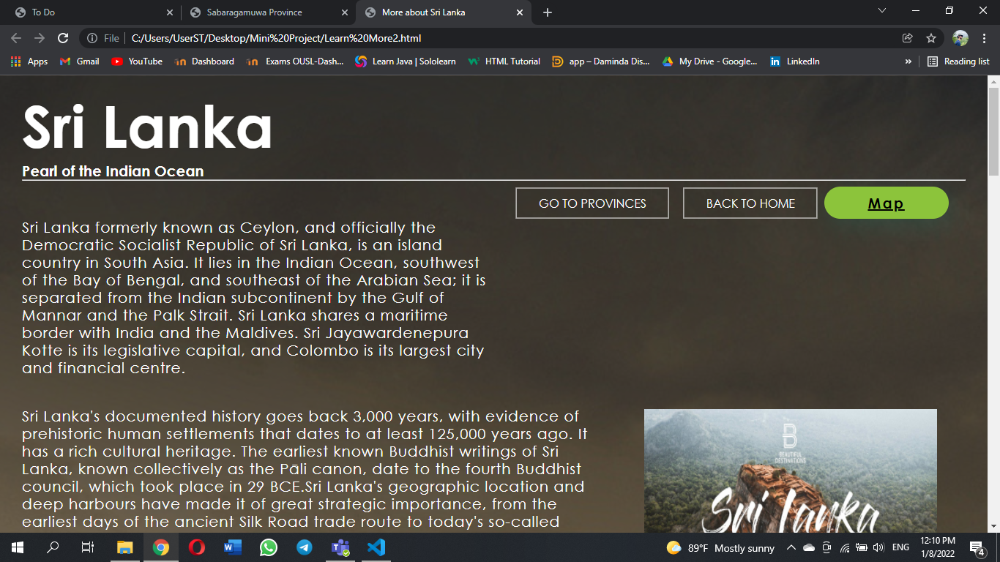 To Do
Sabaragamuwa Province
More about Sri Lanka
File
C:/Users/UserST/Desktop/Mini%20Project/Learn%20More2.html
Apps
Gmail
YouTube
Dashboard
Exams OUSL-Dash...
Learn Java | Sololearn
HTML Tutorial
app – Daminda Dis...
My Drive - Google...
LinkedIn
»
Reading list
Sri Lanka
Pearl of the Indian Ocean
GO TO PROVINCES
BACK TO HOME
Map
Sri Lanka formerly known as Ceylon, and officially the
Democratic Socialist Republic of Sri Lanka, is an island
country in South Asia. It lies in the Indian Ocean, southwest
of the Bay of Bengal, and southeast of the Arabian Sea; it is
separated from the Indian subcontinent by the Gulf of
Mannar and the Palk Strait. Sri Lanka shares a maritime
border with India and the Maldives. Sri Jayawardenepura
Kotte is its legislative capital, and Colombo is its largest city
and financial centre.
Sri Lanka's documented history goes back 3,000 years, with evidence of
prehistoric human settlements that dates to at least 125,000 years ago. It
has a rich cultural heritage. The earliest known Buddhist writings of Sri
Lanka, known collectively as the Pāli canon, date to the fourth Buddhist
council, which took place in 29 BCE.Sri Lanka's geographic location and
deep harbours have made it of great strategic importance, from the
earliest days of the ancient Silk Road trade route to today's so-called
B
BEAUTIFUL
DESTINATIONS
Sri Lanka
89°F Mostly sunny
ENG
12:10 PM
1/8/2022
4